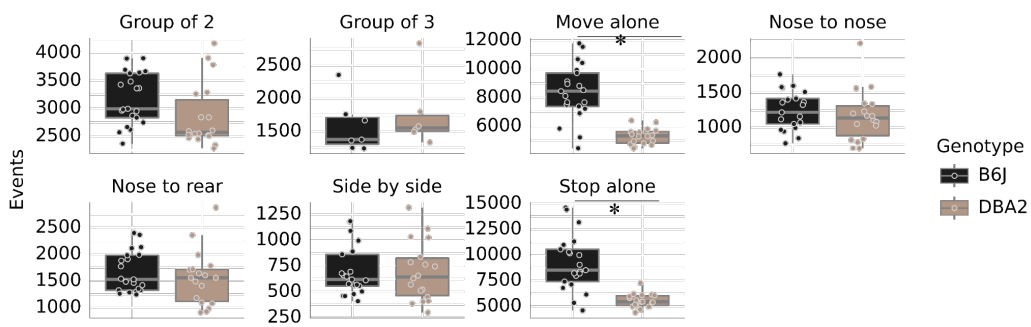 Group of 2
Group of 3
Move alone
Nose to nose
4000
3500
3000
2500
2500
2000
1500
12000
10000
8000
6000
*
2000
1500
1000
Events
Genotype
B6J
DBA2
Nose to rear
Side by side
Stop alone
2500
2000
1500
1000
1250
1000
750
500
250
15000
12500
10000
7500
5000
*